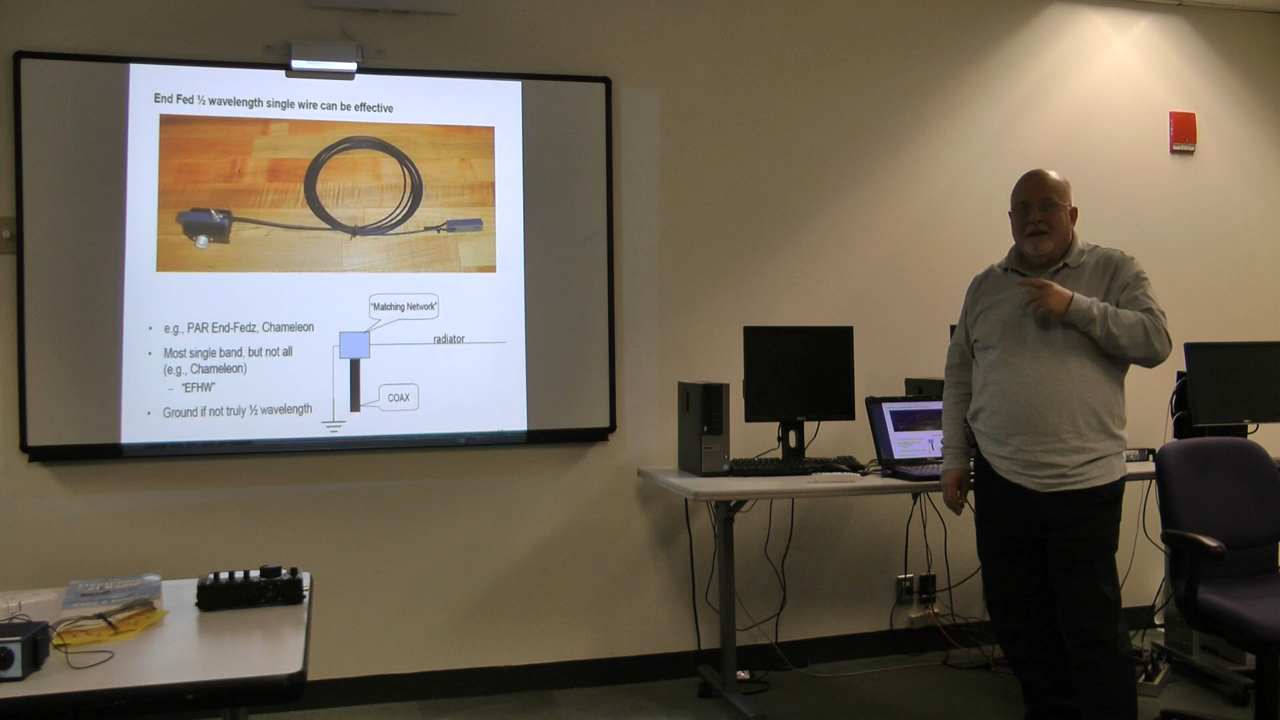 End Fed ½ wavelength single wire can be effective
• e.g., PAR End-Fedz, Chameleon
• Most single band, but not all
(e.g., Chameleon)
– "EFHW"
• Ground if not truly ½ wavelength
"Matching Network"
radiator
COAX